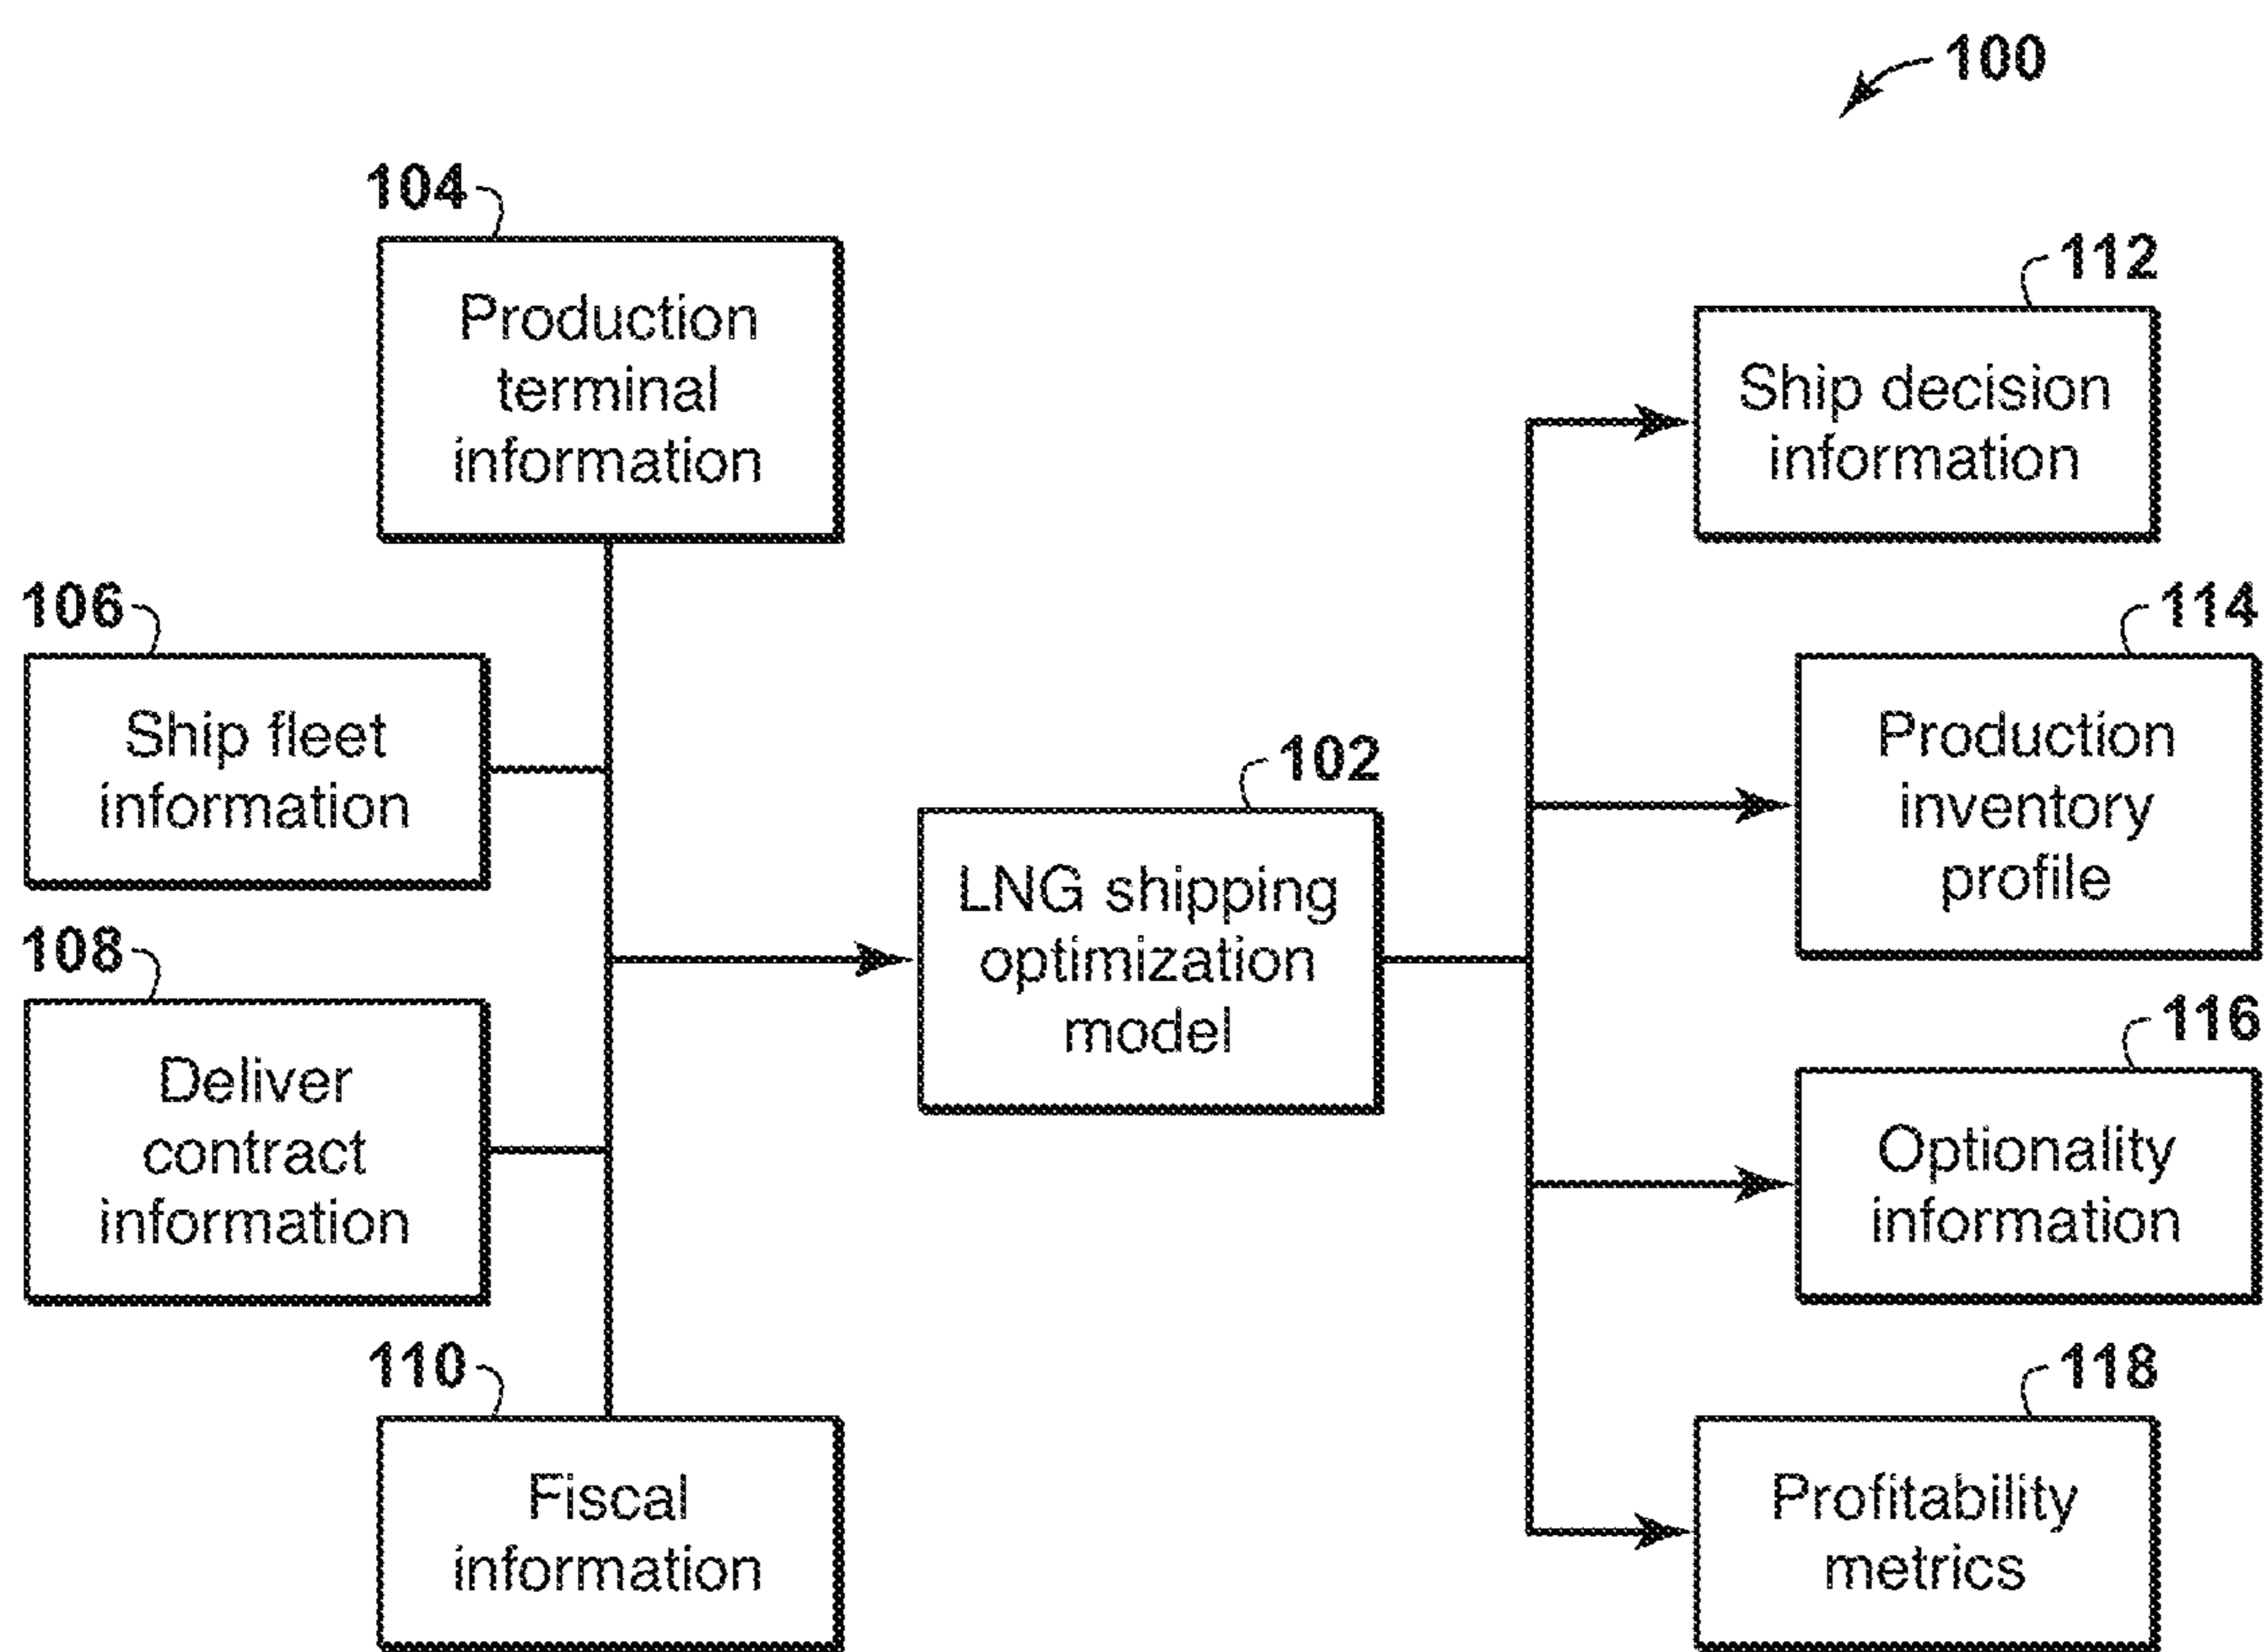 100
104
Production
terminal
information
106
Ship fleet
information
108
Deliver
contract
information
110
Fiscal
information
102
LNG shipping
optimization
model
112
Ship decision
information
114
Production
inventory
profile
116
Optionality
information
118
Profitability
metrics